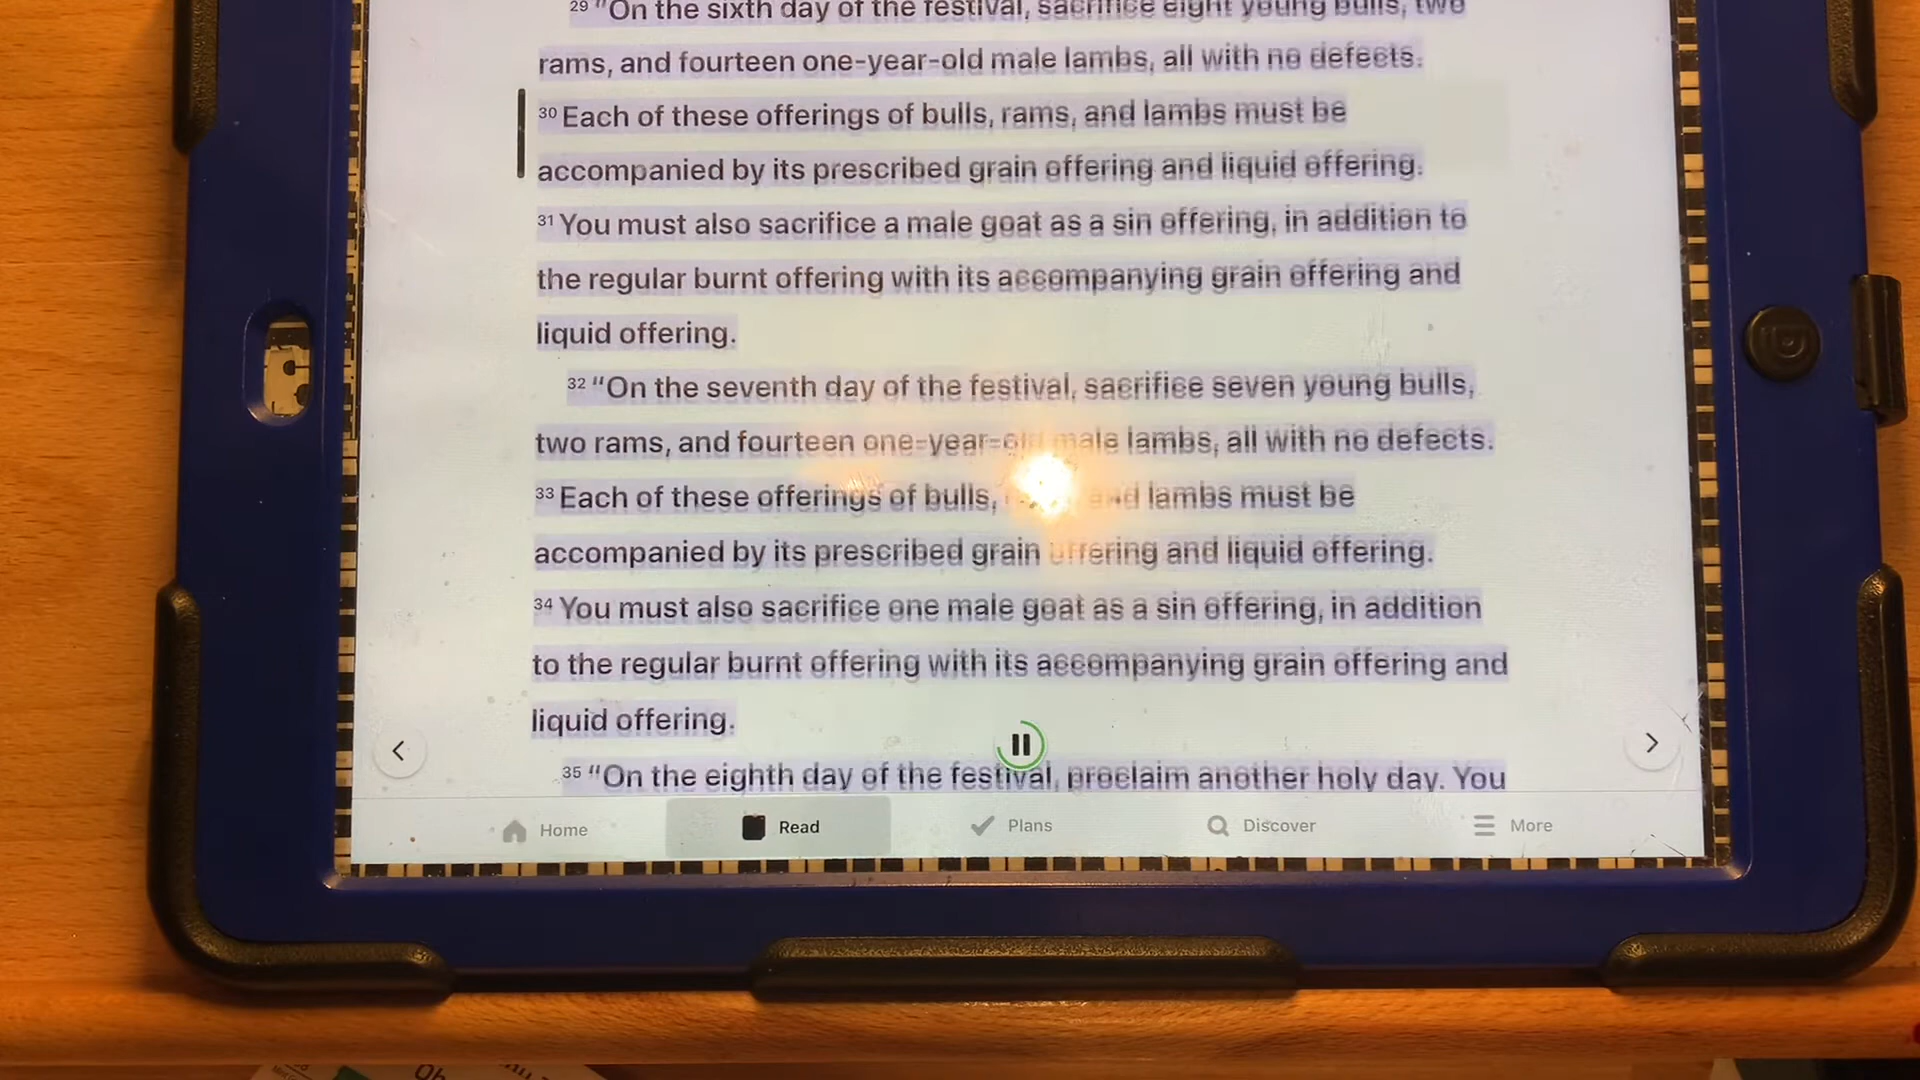 29 "On the sixth day of the festival, sacrifice eight young bulls, two
rams, and fourteen one-year-old male lambs, all with no defects.
30 Each of these offerings of bulls, rams, and lambs must be
accompanied by its prescribed grain offering and liquid offering.
31 You must also sacrifice a male goat as a sin offering, in addition to
the regular burnt offering with its accompanying grain offering and
liquid offering.
32 "On the seventh day of the festival, sacrifice seven young bulls,
two rams, and fourteen one-year-old male lambs, all with no defects.
33 Each of these offerings of bulls, and lambs must be
accompanied by its prescribed grain offering and liquid offering.
34 You must also sacrifice one male goat as a sin offering, in addition
to the regular burnt offering with its accompanying grain offering and
liquid offering.
35 "On the eighth day of the festival, proclaim another holy day. You
Home Read Plans Discover More